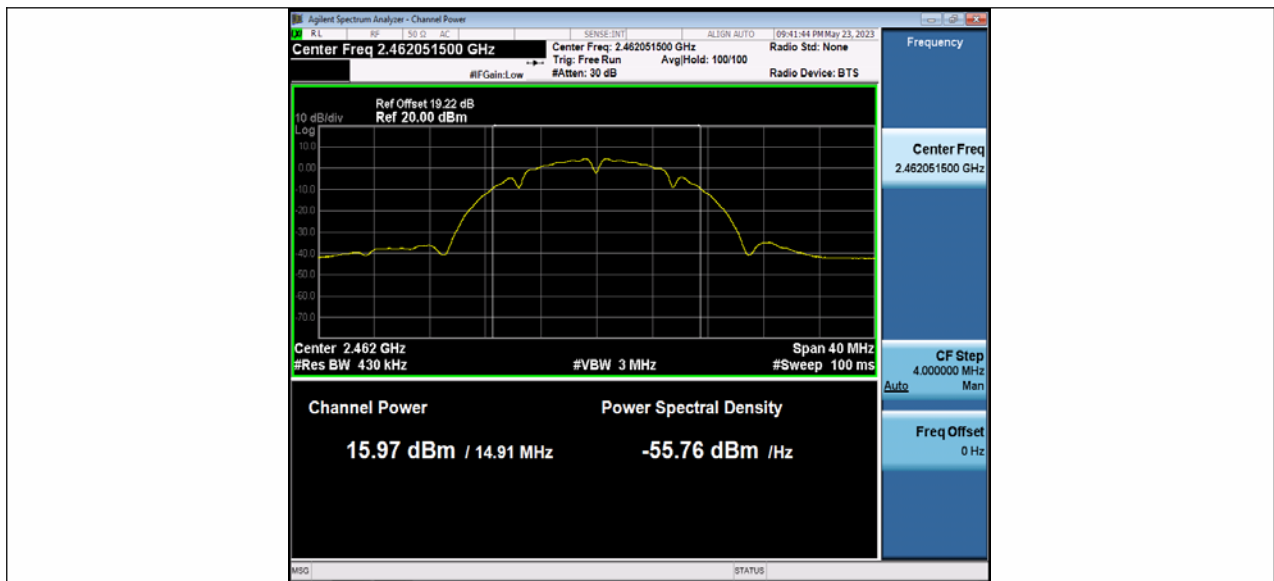 Agilent Spectrum Analyzer - Channel Power
RL RF 50 Ω AC SENSE:INT ALIGN AUTO 09:41:44 PM May 23, 2023
Center Freq 2.462051500 GHz
Center Freq: 2.462051500 GHz
Radio Std: None
Trig: Free Run Avg|Hold: 100/100
#IFGain:Low
#Atten: 30 dB
Radio Device: BTS
Ref Offset 19.22 dB
10 dB/div Ref 20.00 dBm
Log
10.0
0.00
-10.0
-20.0
-30.0
-40.0
-50.0
-60.0
-70.0
Center 2.462 GHz
Span 40 MHz
#Res BW 430 kHz
#VBW 3 MHz
#Sweep 100 ms
Channel Power
Power Spectral Density
15.97 dBm / 14.91 MHz
-55.76 dBm /Hz
MSG
STATUS
Frequency
Center Freq
2.462051500 GHz
CF Step
4.000000 MHz
Auto Man
Freq Offset
0 Hz